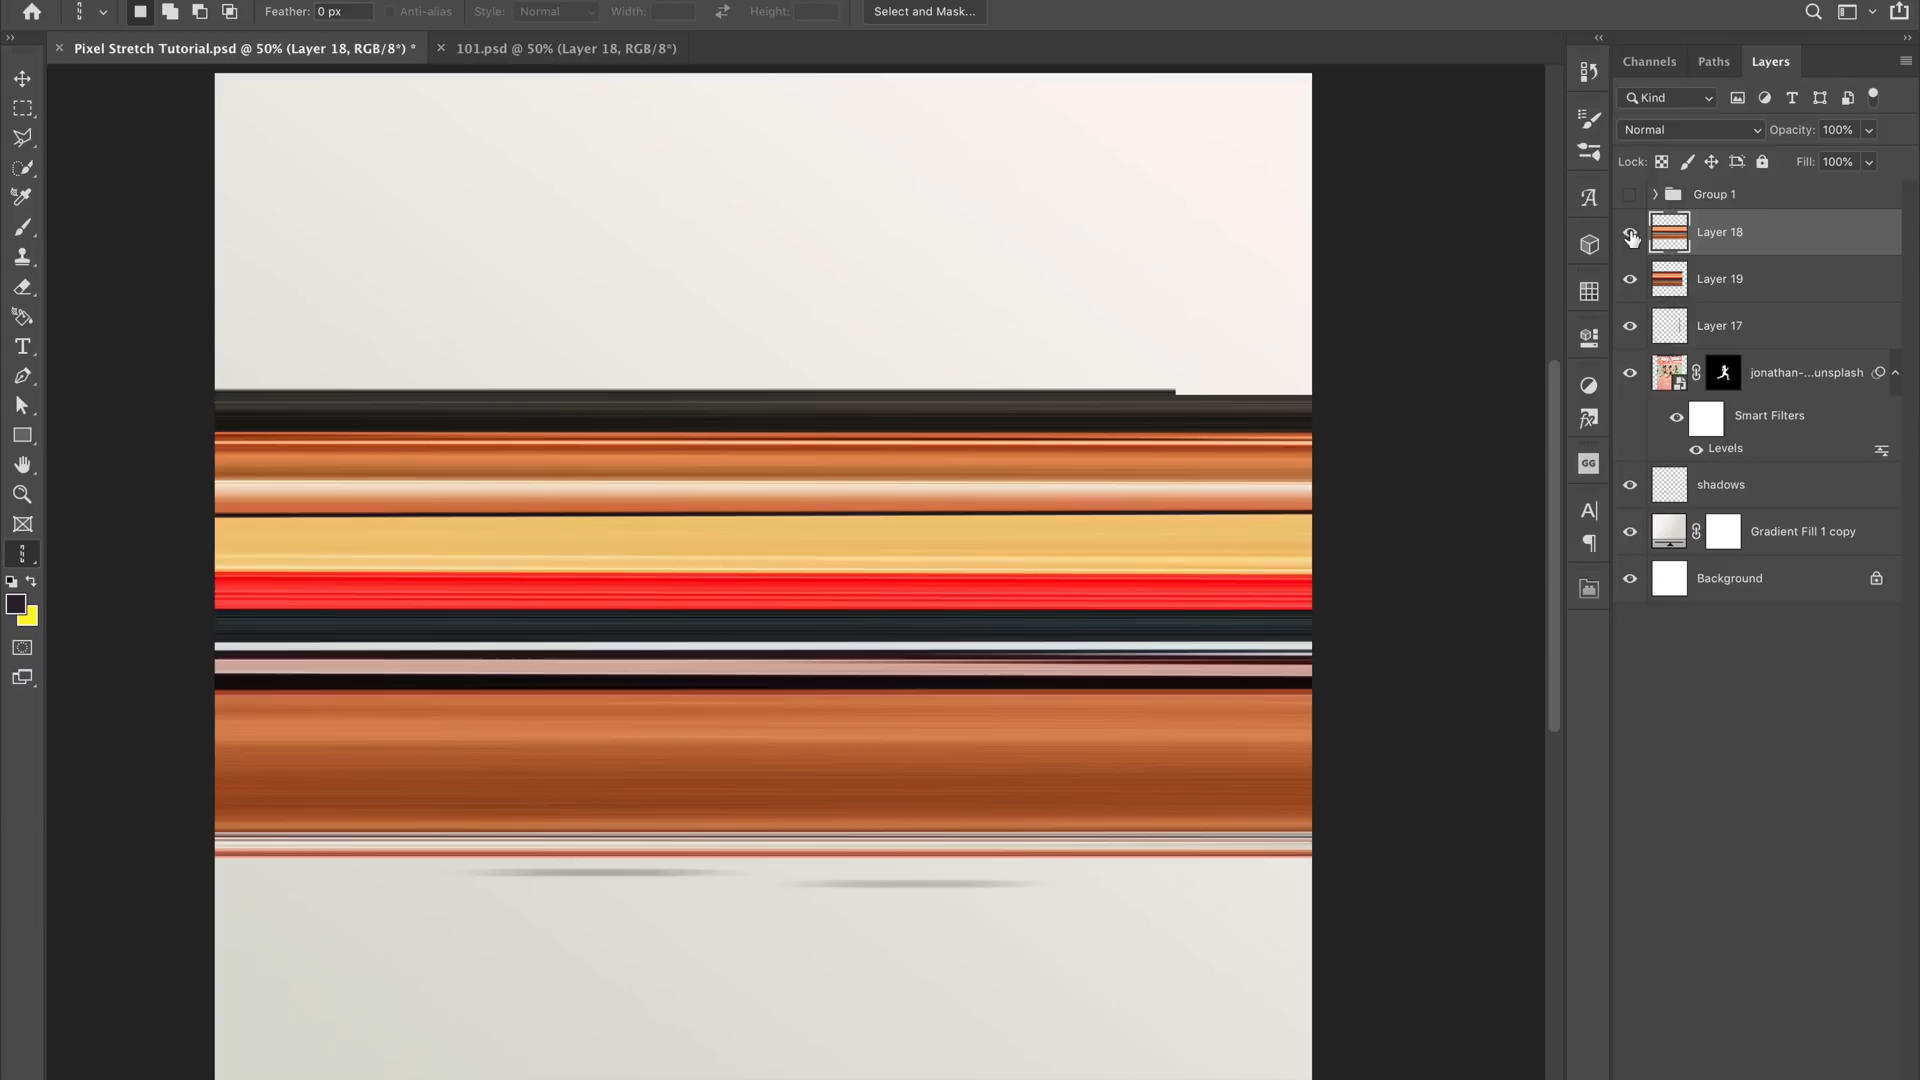 Feather: 0 px Anti-alias Style: Normal Width: Height: Select and Mask...
Pixel Stretch Tutorial.psd @ 50% (Layer 18, RGB/8*) * 101.psd @ 50% (Layer 18, RGB/8*)
Channels Paths Layers
Kind
Normal Opacity: 100%
Lock: Fill: 100%
Group 1
Layer 18
Layer 19
Layer 17
jonathan-...unsplash
Smart Filters
Levels
GG
shadows
Gradient Fill 1 copy
Background